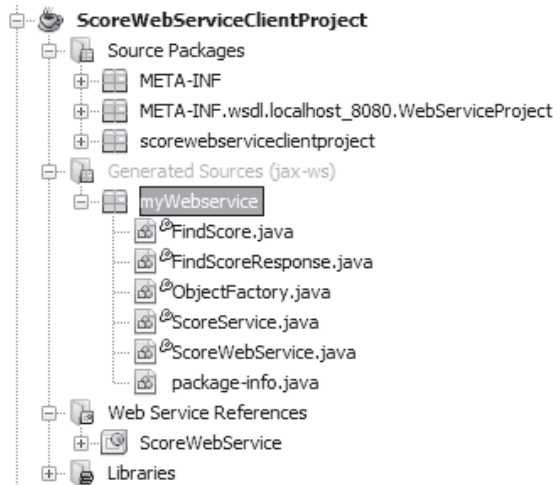 ScoreWebServiceClientProject
Source Packages
META-INF
META-INF.wsdl.localhost_8080.WebServiceProject
scorewebserviceclientproject
Generated Sources (jax-ws)
myWebservice
FindScore.java
FindScoreResponse.java
ObjectFactory.java
ScoreService.java
ScoreWebService.java
package-info.java
Web Service References
ScoreWebService
Libraries